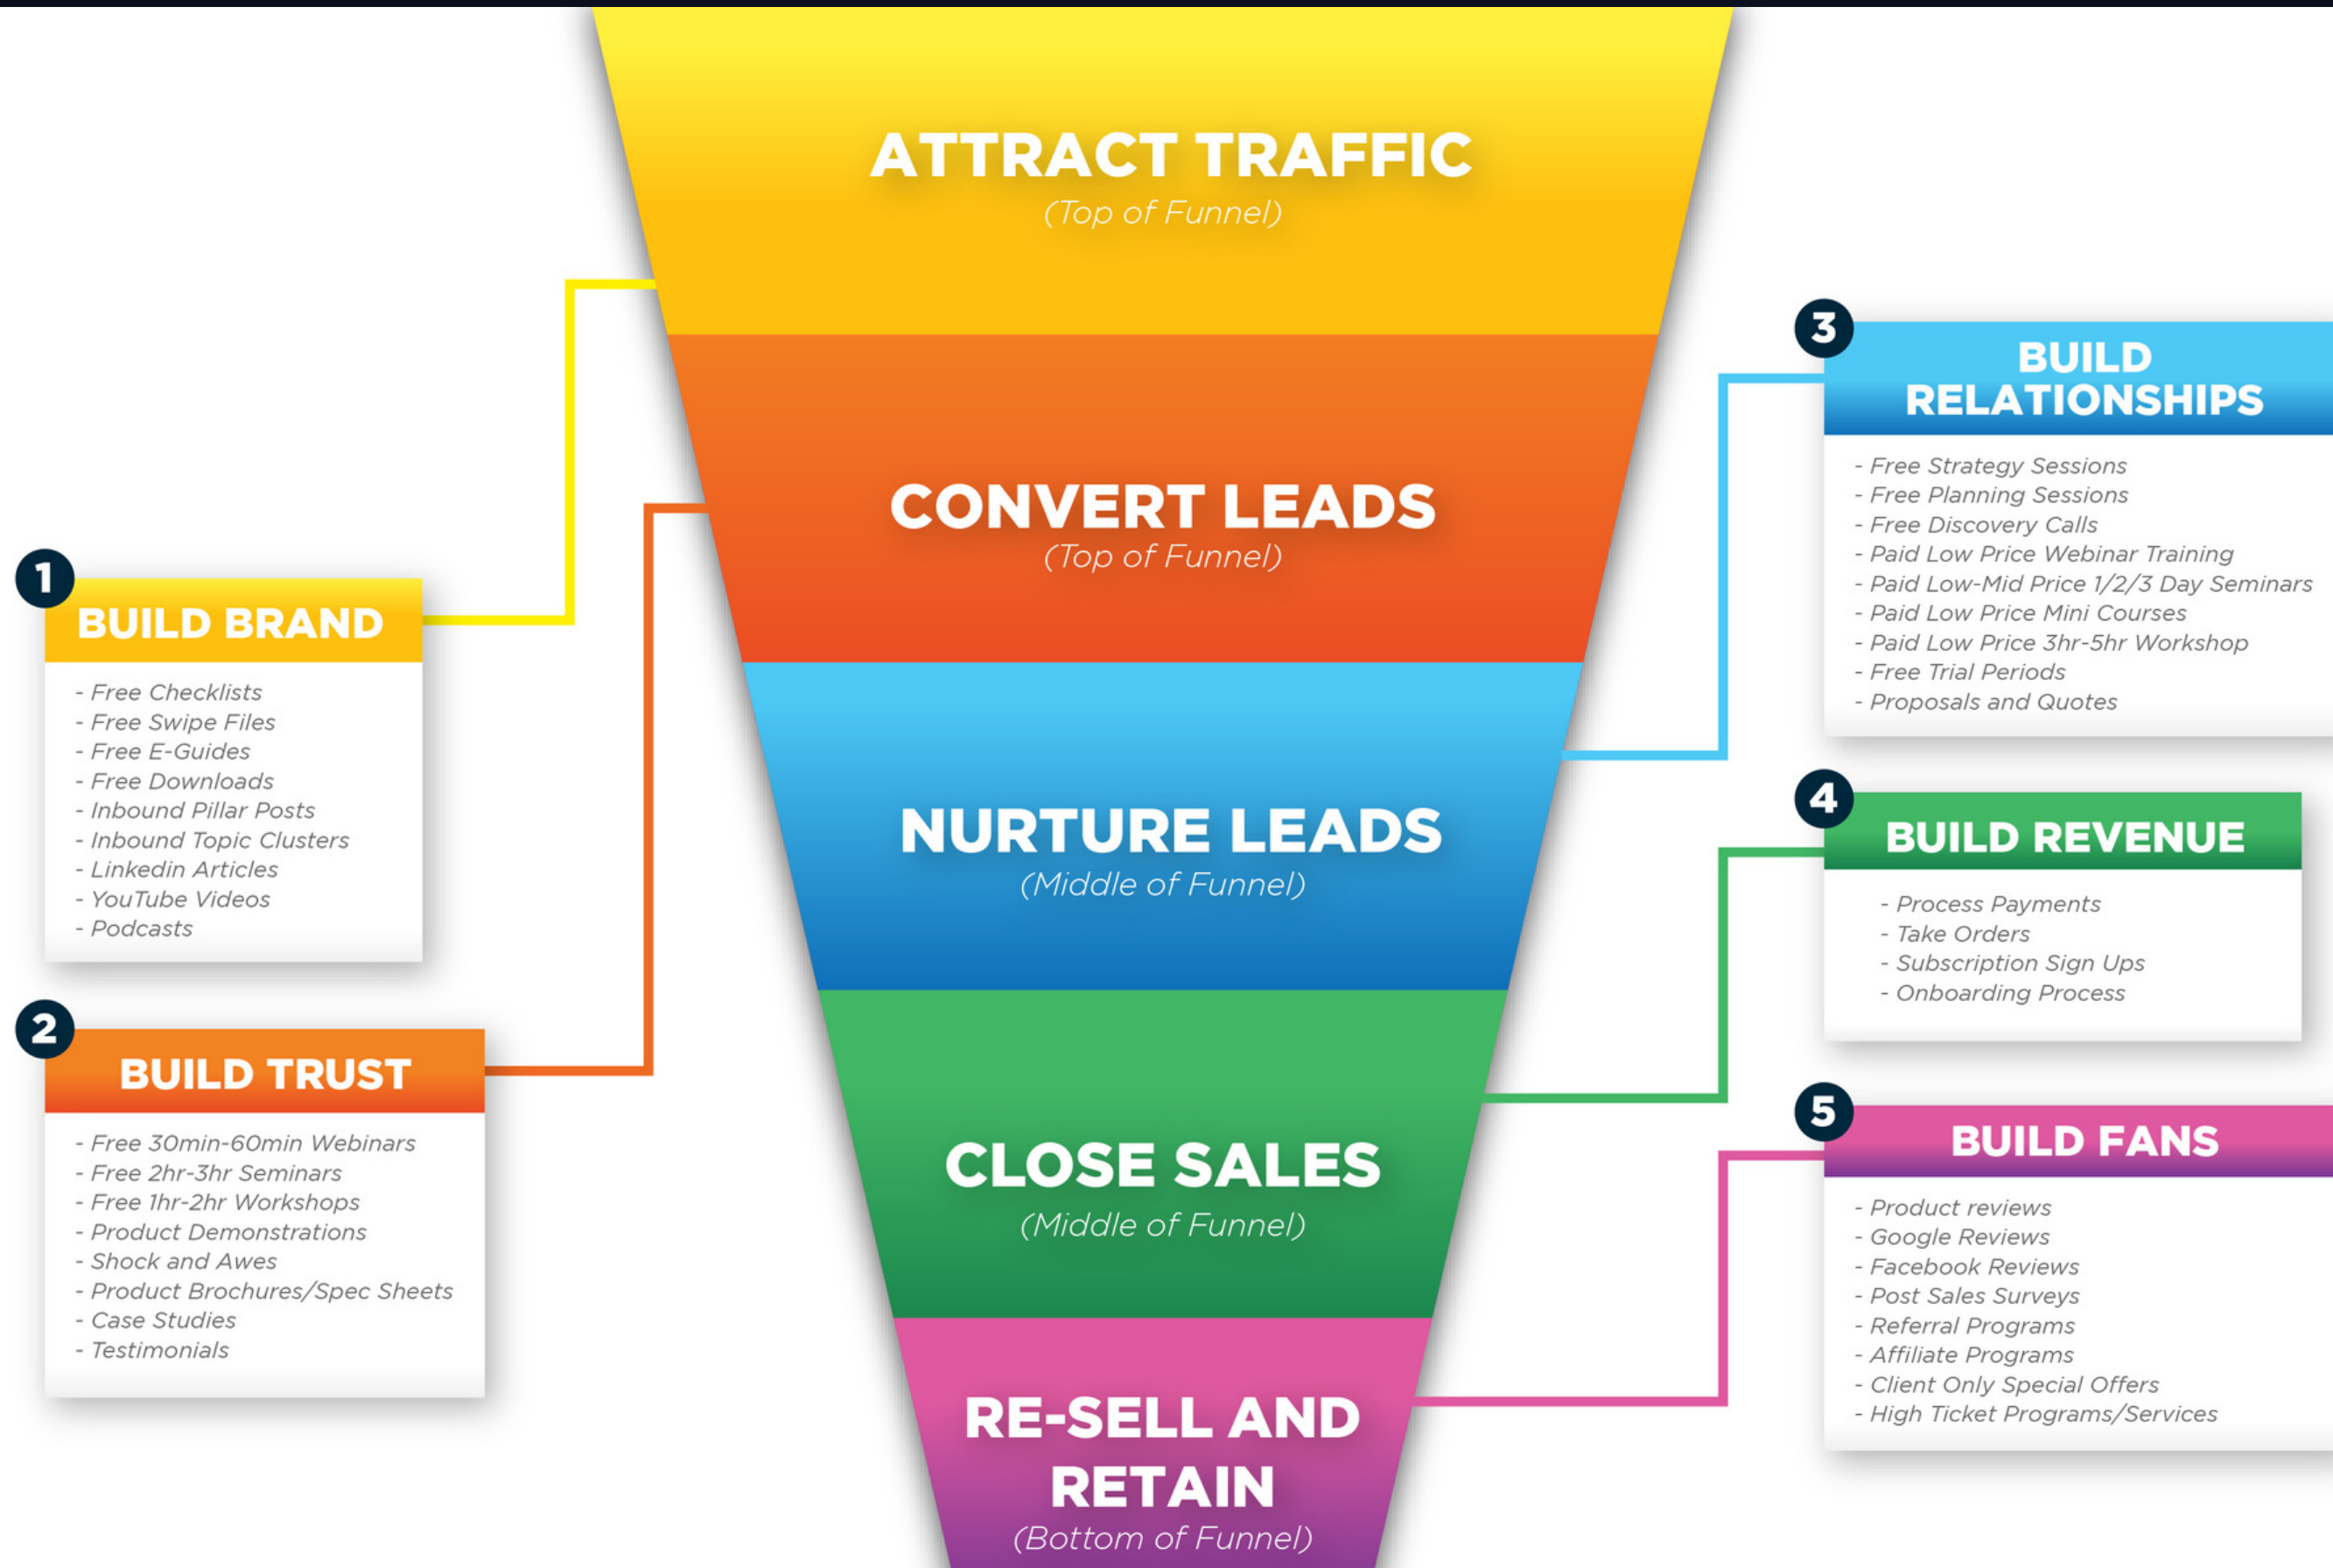 ATTRACT TRAFFIC
(Top of Funnel)
CONVERT LEADS
(Top of Funnel)
NURTURE LEADS
(Middle of Funnel)
CLOSE SALES
(Middle of Funnel)
RE-SELL AND
RETAIN
(Bottom of Funnel)
1
BUILD BRAND
- Free Checklists
- Free Swipe Files
- Free E-Guides
- Free Downloads
- Inbound Pillar Posts
- Inbound Topic Clusters
- Linkedin Articles
- YouTube Videos
- Podcasts
2
BUILD TRUST
- Free 30min-60min Webinars
- Free 2hr-3hr Seminars
- Free 1hr-2hr Workshops
- Product Demonstrations
- Shock and Awes
- Product Brochures/Spec Sheets
- Case Studies
- Testimonials
3
BUILD
RELATIONSHIPS
- Free Strategy Sessions
- Free Planning Sessions
- Free Discovery Calls
- Paid Low Price Webinar Training
- Paid Low-Mid Price 1/2/3 Day Seminars
- Paid Low Price Mini Courses
- Paid Low Price 3hr-5hr Workshop
- Free Trial Periods
- Proposals and Quotes
4
BUILD REVENUE
- Process Payments
- Take Orders
- Subscription Sign Ups
- Onboarding Process
5
BUILD FANS
- Product reviews
- Google Reviews
- Facebook Reviews
- Post Sales Surveys
- Referral Programs
- Affiliate Programs
- Client Only Special Offers
- High Ticket Programs/Services